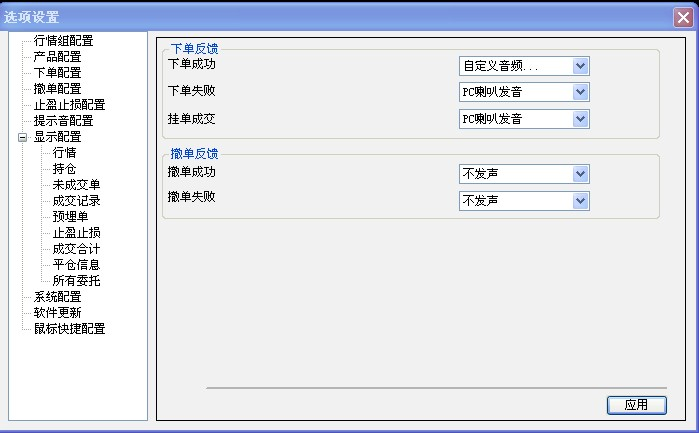 选项设置
行情组配置
产品配置
下单配置
撤单配置
止盈止损配置
提示音配置
显示配置
行情
持仓
未成交单
成交记录
预埋单
止盈止损
成交合计
平仓信息
所有委托
系统配置
软件更新
鼠标快捷配置
下单反馈
下单成功 自定义音频...
下单失败 PC喇叭发音
挂单成交 PC喇叭发音
撤单反馈
撤单成功 不发声
撤单失败 不发声
应用